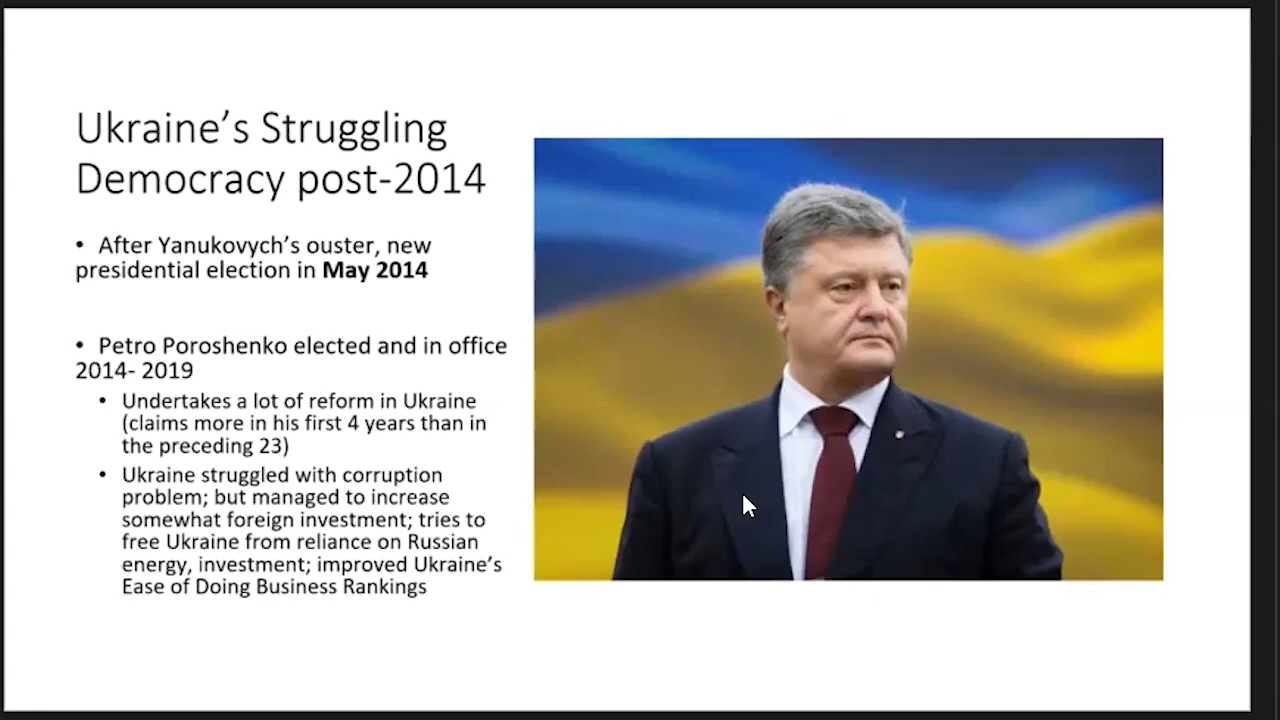 Ukraine’s Struggling
Democracy post-2014
• After Yanukovych’s ouster, new
presidential election in May 2014
• Petro Poroshenko elected and in office
2014- 2019
• Undertakes a lot of reform in Ukraine
(claims more in his first 4 years than in
the preceding 23)
• Ukraine struggled with corruption
problem; but managed to increase
somewhat foreign investment; tries to
free Ukraine from reliance on Russian
energy, investment; improved Ukraine’s
Ease of Doing Business Rankings